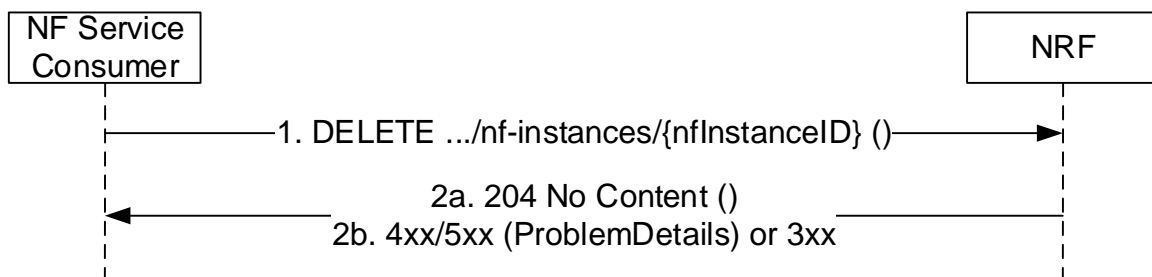 NF Service
Consumer
NRF
1. DELETE .../nf-instances/{nfInstanceID} ()
2a. 204 No Content ()
2b. 4xx/5xx (ProblemDetails) or 3xx